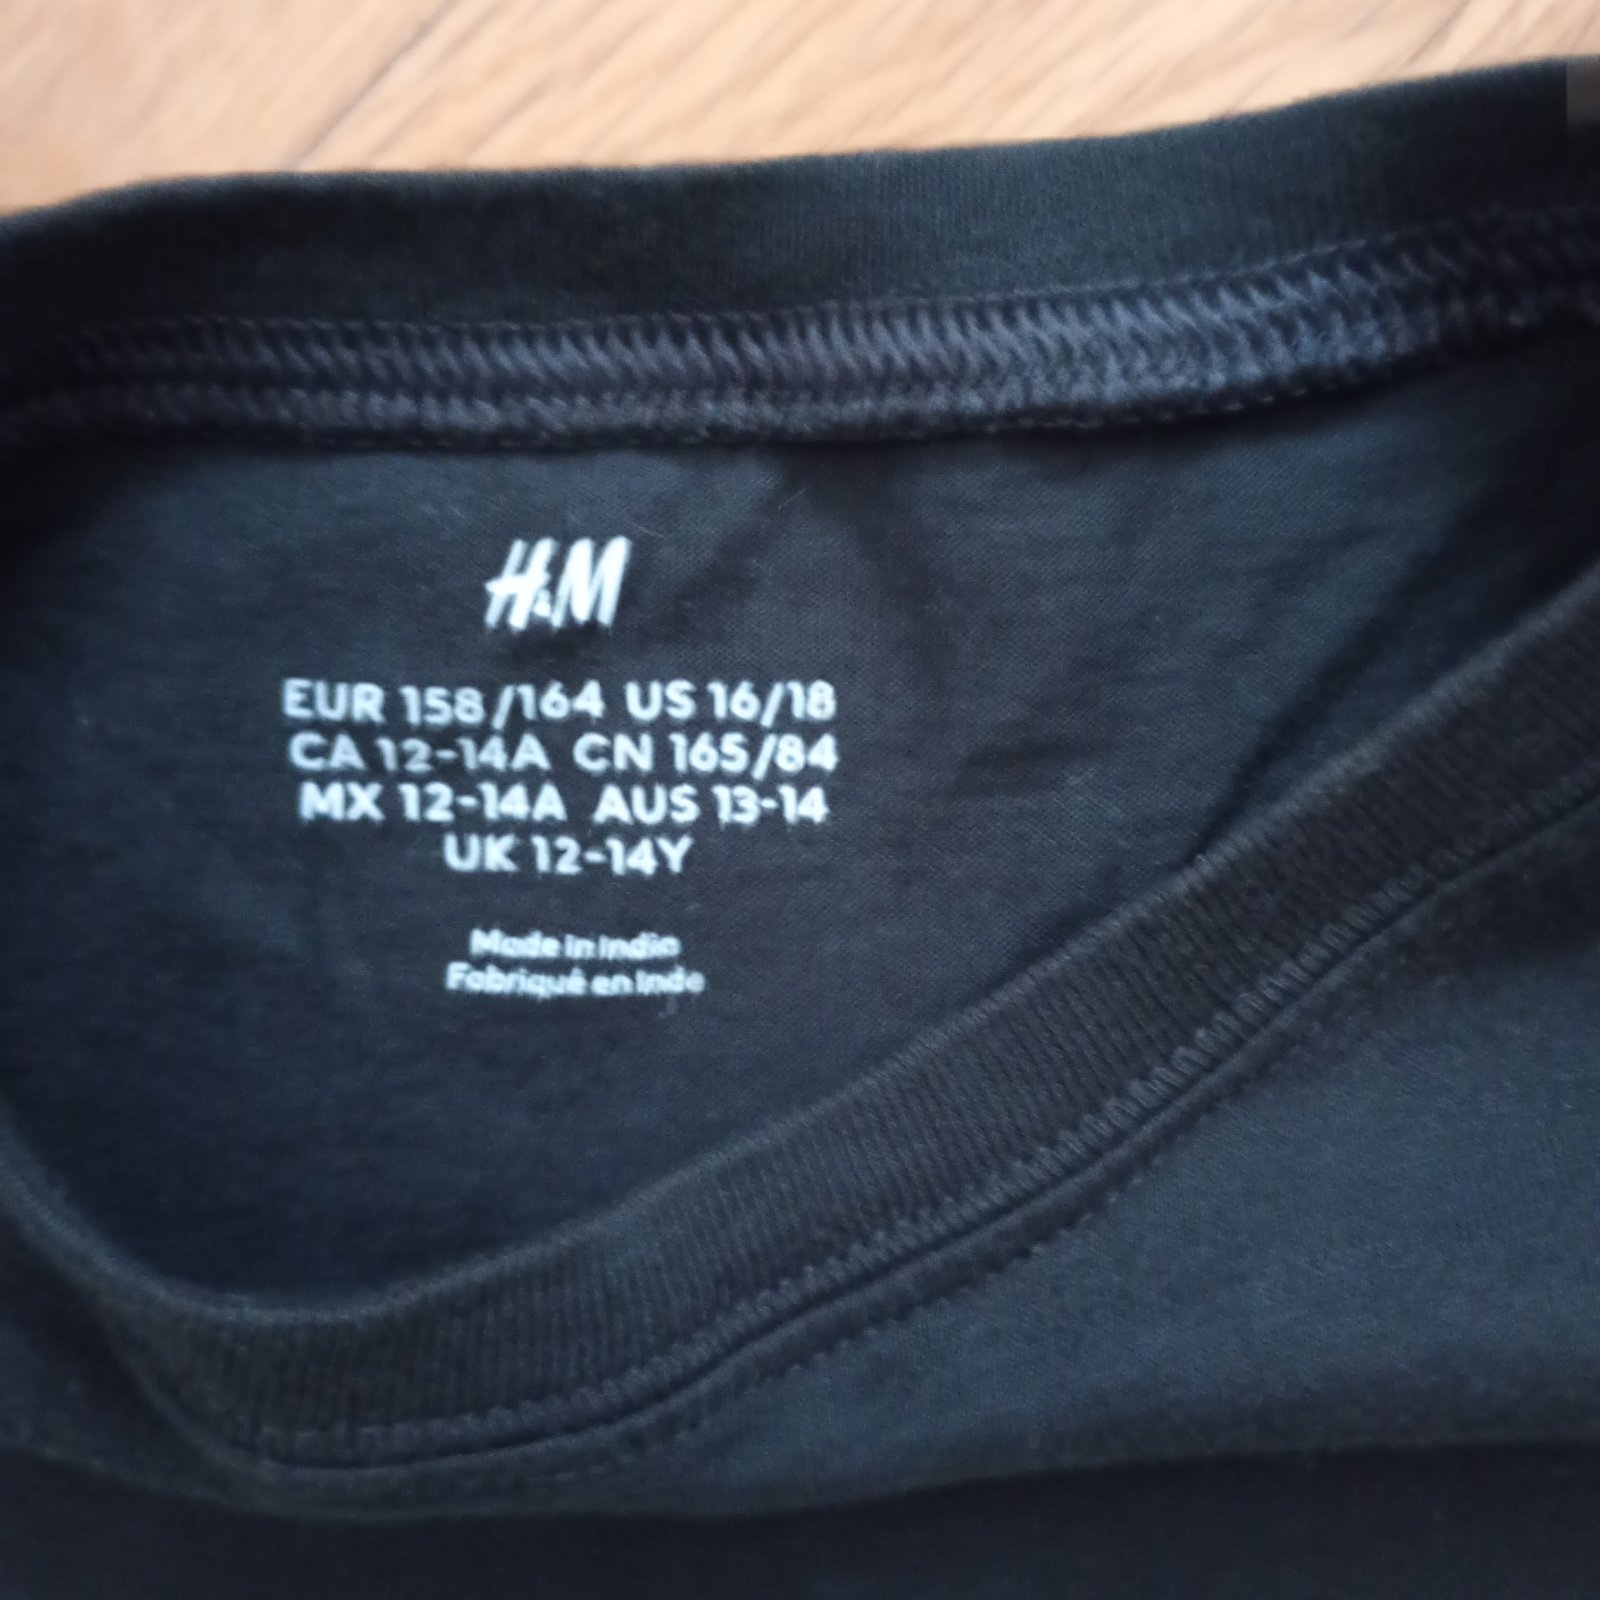 H&M
EUR 158/164 US 16/18
CA 12-14A CN 165/84
MX 12-14A AUS 13-14
UK 12-14Y
Made in India
Fabriqué en Inde